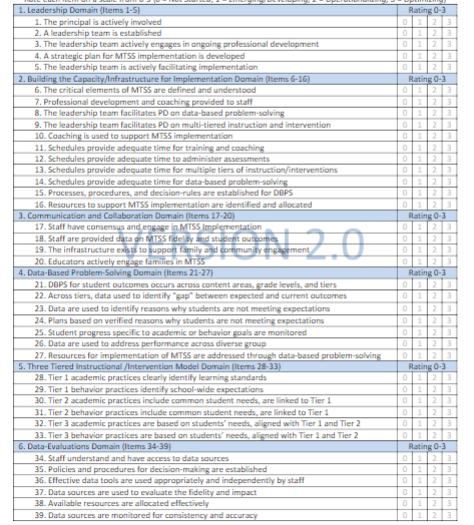 Rate each item on a scale from 0-3 (0 = Not Started; 1 = Emerging/Developing; 2 = Operationalizing; 3 = Optimizing)
1. Leadership Domain (Items 1-5) Rating 0-3
1. The principal is actively involved 0 1 2 3
2. A leadership team is established 0 1 2 3
3. The leadership team actively engages in ongoing professional development 0 1 2 3
4. A strategic plan for MTSS implementation is developed 0 1 2 3
5. The leadership team is actively facilitating implementation 0 1 2 3
2. Building the Capacity/Infrastructure for Implementation Domain (Items 6-16) Rating 0-3
6. The critical elements of MTSS are defined and understood 0 1 2 3
7. Professional development and coaching provided to staff 0 1 2 3
8. The leadership team facilitates PD on data-based problem-solving 0 1 2 3
9. The leadership team facilitates PD on multi-tiered instruction and intervention 0 1 2 3
10. Coaching is used to support MTSS implementation 0 1 2 3
11. Schedules provide adequate time for training and coaching 0 1 2 3
12. Schedules provide adequate time to administer assessments 0 1 2 3
13. Schedules provide adequate time for multiple tiers of instruction/interventions 0 1 2 3
14. Schedules provide adequate time for data-based problem-solving 0 1 2 3
15. Processes, procedures, and decision-rules are established for DBPS 0 1 2 3
16. Resources to support MTSS implementation are identified and allocated 0 1 2 3
3. Communication and Collaboration Domain (Items 17-20) Rating 0-3
17. Staff have consensus and engage in MTSS Implementation 0 1 2 3
18. Staff are provided data on MTSS fidelity and student outcomes 0 1 2 3
VERSION 2.0
19. The infrastructure exists to support family and community engagement 0 1 2 3
20. Educators actively engage families in MTSS 0 1 2 3
4. Data-Based Problem-Solving Domain (Items 21-27) Rating 0-3
21. DBPS for student outcomes occurs across content areas, grade levels, and tiers 0 1 2 3
22. Across tiers, data used to identify "gap" between expected and current outcomes 0 1 2 3
23. Data are used to identify reasons why students are not meeting expectations 0 1 2 3
24. Plans based on verified reasons why students are not meeting expectations 0 1 2 3
25. Student progress specific to academic or behavior goals are monitored 0 1 2 3
26. Data are used to address performance across diverse group 0 1 2 3
27. Resources for implementation of MTSS are addressed through data-based problem-solving 0 1 2 3
5. Three Tiered Instructional /Intervention Model Domain (Items 28-33) Rating 0-3
28. Tier 1 academic practices clearly identify learning standards 0 1 2 3
29. Tier 1 behavior practices identify school-wide expectations 0 1 2 3
30. Tier 2 academic practices include common student needs, are linked to Tier 1 0 1 2 3
31. Tier 2 behavior practices include common student needs, are linked to Tier 1 0 1 2 3
32. Tier 3 academic practices are based on students' needs, aligned with Tier 1 and Tier 2 0 1 2 3
33. Tier 3 behavior practices are based on students' needs, aligned with Tier 1 and Tier 2 0 1 2 3
6. Data-Evaluations Domain (Items 34-39) Rating 0-3
34. Staff understand and have access to data sources 0 1 2 3
35. Policies and procedures for decision-making are established 0 1 2 3
36. Effective data tools are used appropriately and independently by staff 0 1 2 3
37. Data sources are used to evaluate the fidelity and impact 0 1 2 3
38. Available resources are allocated effectively 0 1 2 3
39. Data sources are monitored for consistency and accuracy 0 1 2 3